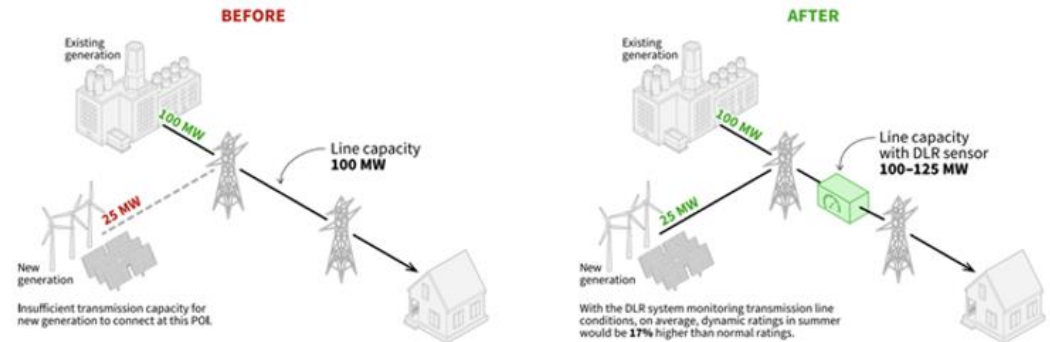 BEFORE
Existing
generation
100 MW
Line capacity
100 MW
25 MW
New
generation
Insufficient transmission capacity for
new generation to connect at this POI.
AFTER
Existing
generation
100 MW
Line capacity
with DLR sensor
100–125 MW
25 MW
New
generation
With the DLR system monitoring transmission line
conditions, on average, dynamic ratings in summer
would be 17% higher than normal ratings.